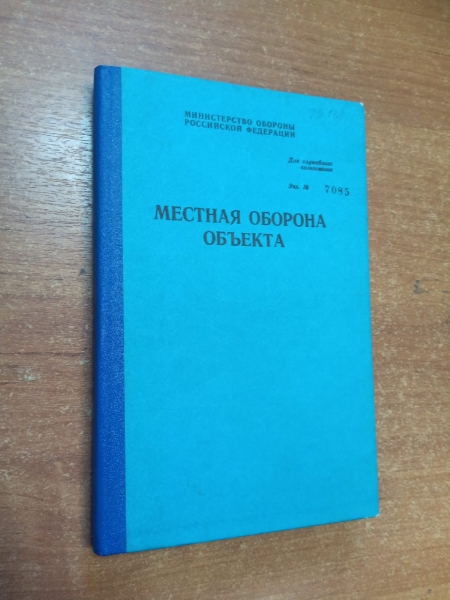 МИНИСТЕРСТВО ОБОРОНЫ
РОССИЙСКОЙ ФЕДЕРАЦИИ
Для служебного
пользования
Экз. № 7085
МЕСТНАЯ ОБОРОНА
ОБЪЕКТА